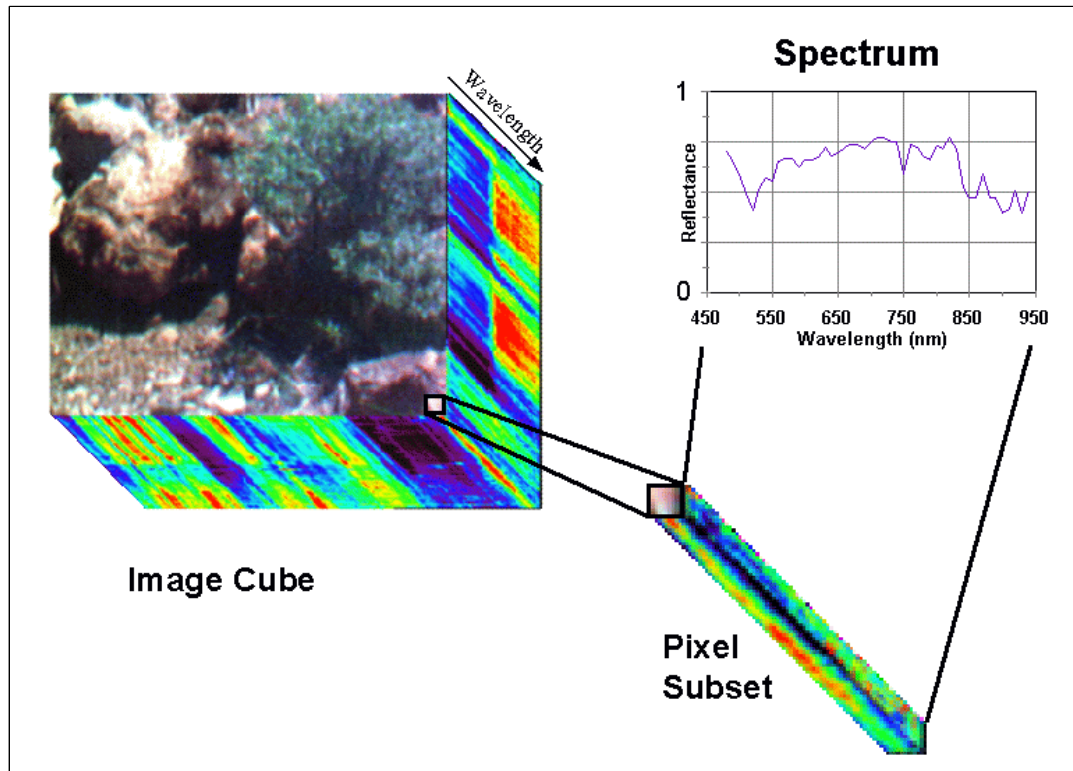 Spectrum
Wavelength
1
Reflectance
0
450 550 650 750 850 950
Wavelength (nm)
Image Cube
Pixel
Subset